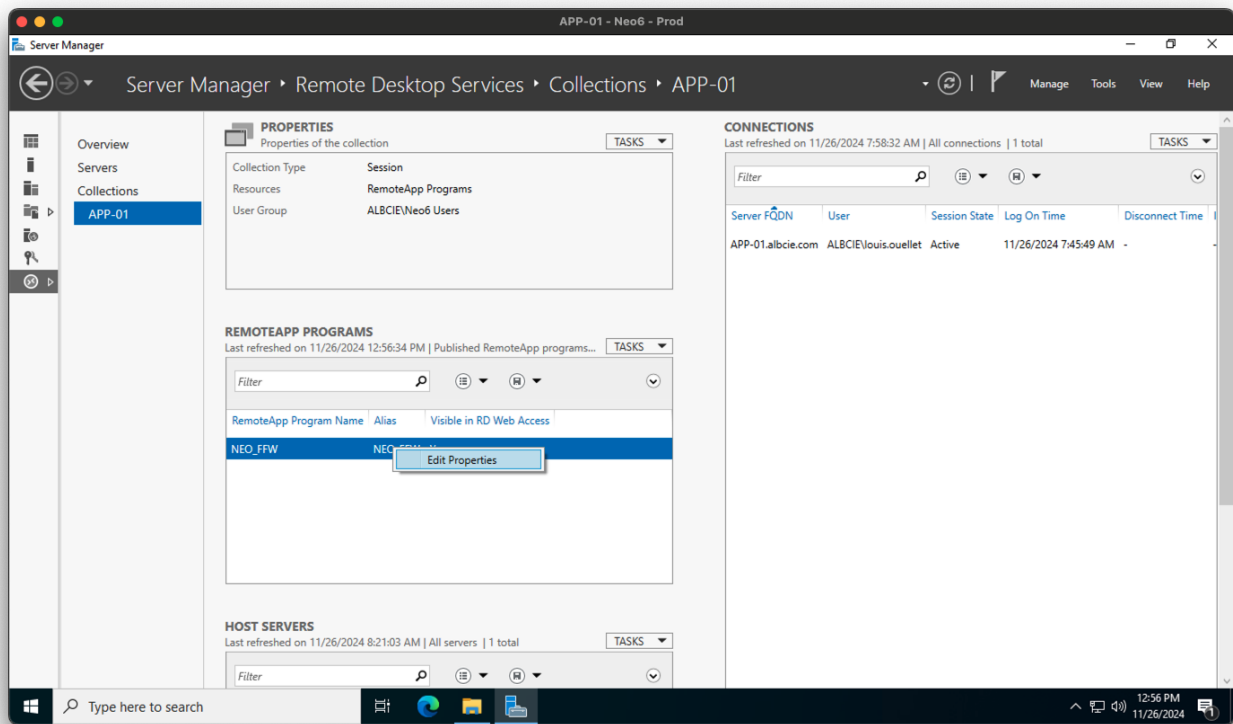 APP-01 - Neo6 - Prod
Server Manager
Server Manager Remote Desktop Services Collections APP-01
Manage Tools View Help
Overview
Servers
Collections
APP-01
PROPERTIES
Properties of the collection
TASKS
Collection Type Session
Resources RemoteApp Programs
User Group ALBCIE\Neo6 Users
REMOTEAPP PROGRAMS
Last refreshed on 11/26/2024 12:56:34 PM | Published RemoteApp programs...
TASKS
Filter
RemoteApp Program Name Alias Visible in RD Web Access
NEO_FFW NEO_FFW
Edit Properties
HOST SERVERS
Last refreshed on 11/26/2024 8:21:03 AM | All servers | 1 total
TASKS
Filter
CONNECTIONS
Last refreshed on 11/26/2024 7:58:32 AM | All connections | 1 total
TASKS
Filter
Server FQDN User Session State Log On Time Disconnect Time
APP-01.albcie.com ALBCIE\louis.ouellet Active 11/26/2024 7:45:49 AM - -
Type here to search
12:56 PM
11/26/2024
1